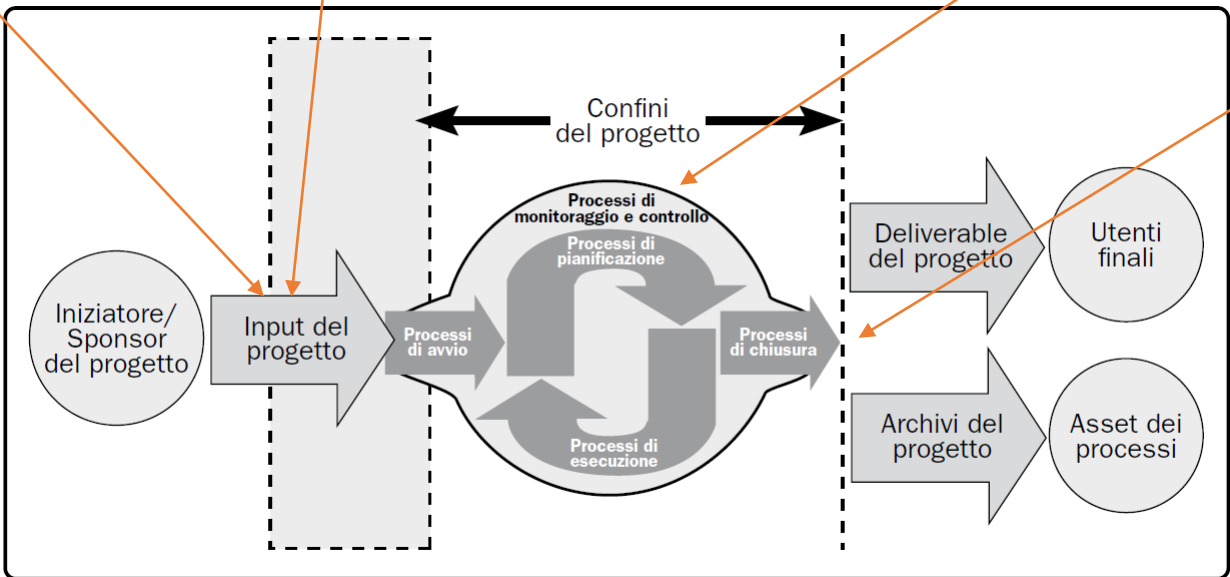 Confini
del progetto
Processi di
monitoraggio e controllo
Processi di
pianificazione
Iniziatore/
Sponsor
del progetto
Input del
progetto
Processi
di avvio
Processi
di chiusura
Processi di
esecuzione
Deliverable
del progetto
Utenti
finali
Archivi del
progetto
Asset dei
processi